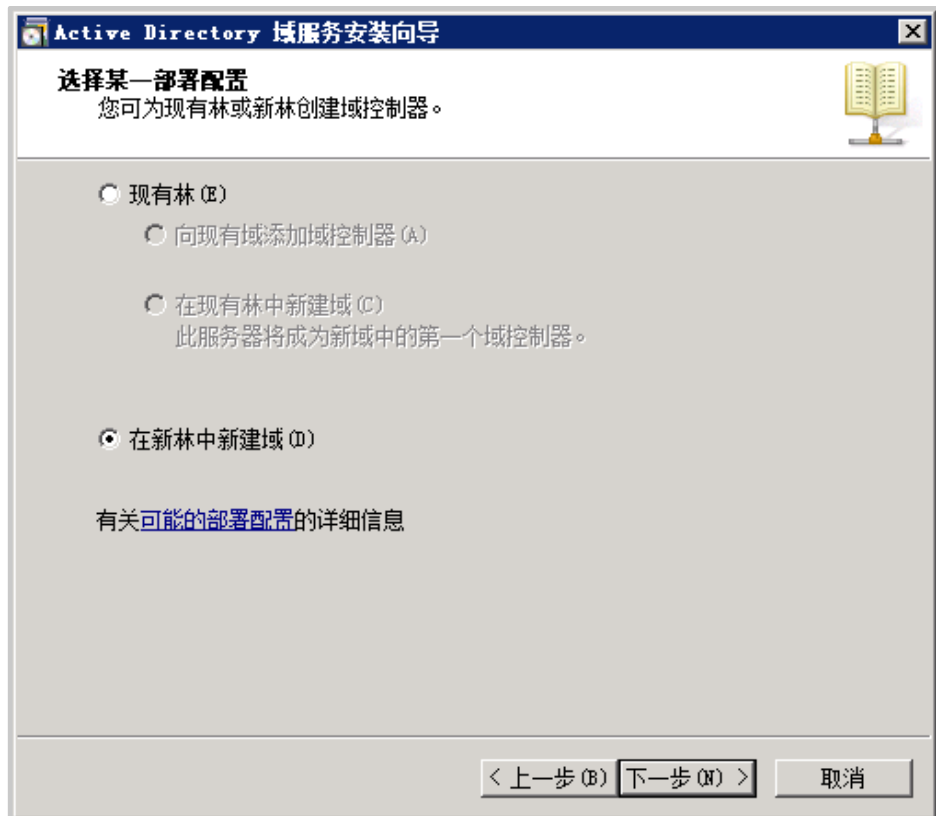 Active Directory 域服务安装向导
选择某一部署配置
您可为现有林或新林创建域控制器。
现有林(E)
向现有域添加域控制器(A)
在现有林中新建域(C)
此服务器将成为新域中的第一个域控制器。
在新林中新建域(D)
有关可能的部署配置的详细信息
< 上一步(B) 下一步(N) > 取消